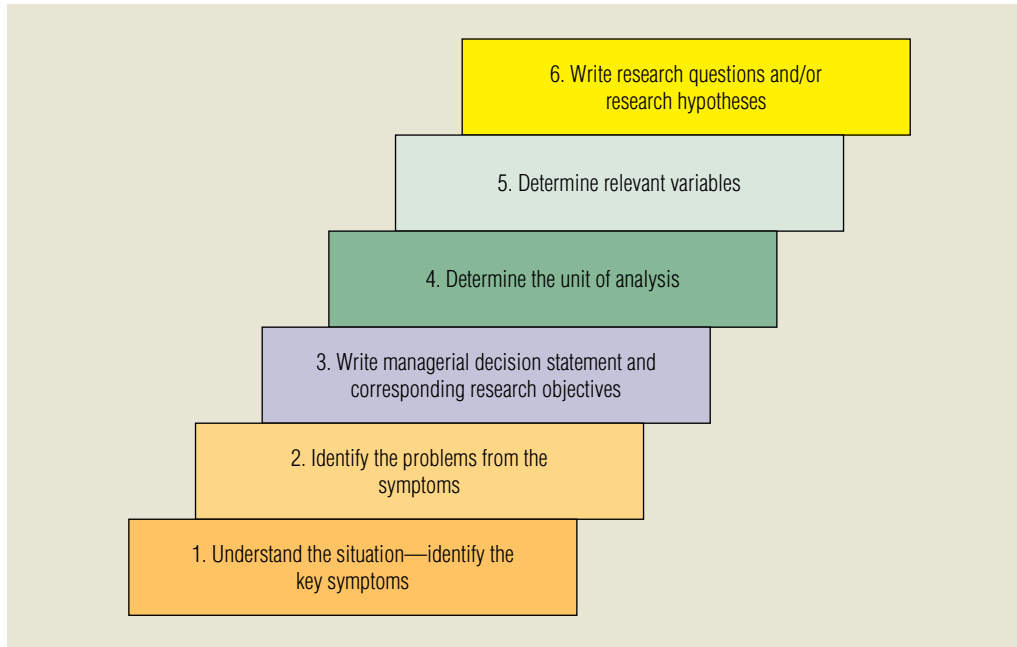 6. Write research questions and/or
research hypotheses
5. Determine relevant variables
4. Determine the unit of analysis
3. Write managerial decision statement and
corresponding research objectives
2. Identify the problems from the
symptoms
1. Understand the situation—identify the
key symptoms